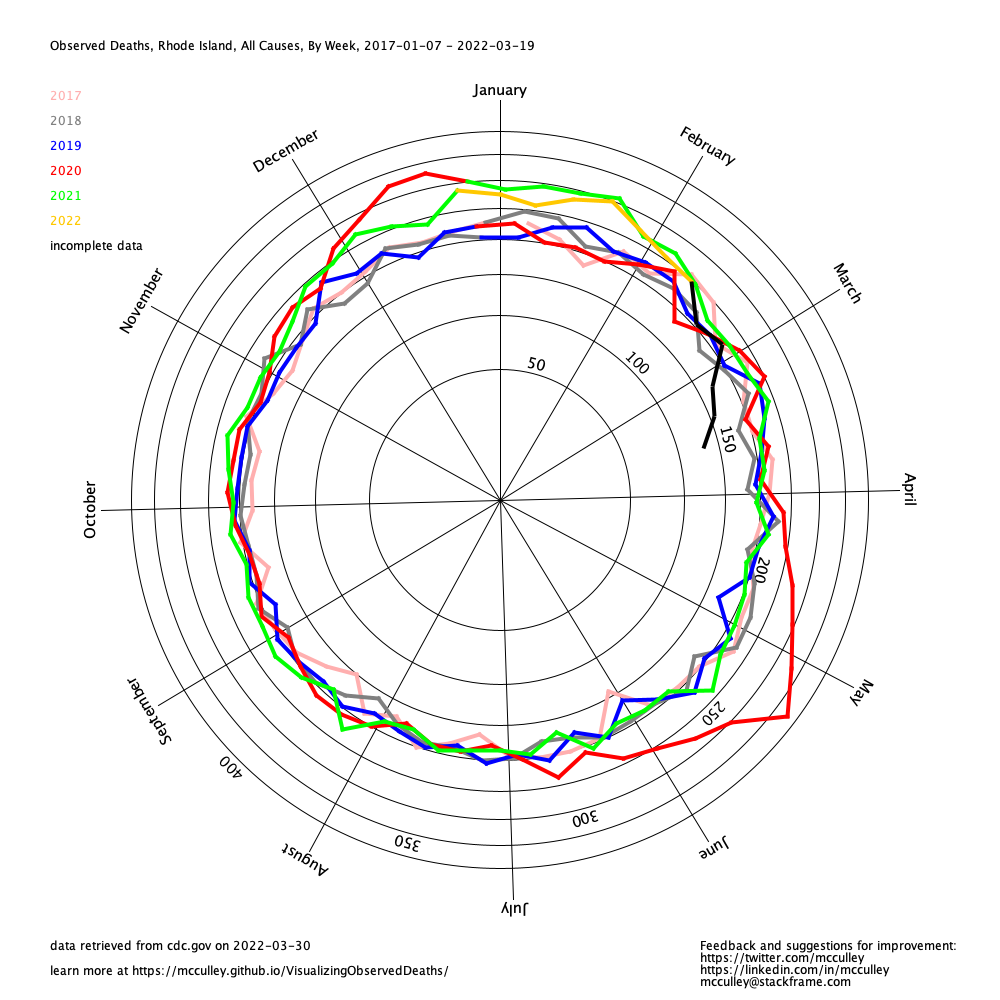 Observed Deaths, Rhode Island, All Causes, By Week, 2017-01-07 - 2022-03-19
January
2017
2018
2019
2020
2021
2022
incomplete data
December
February
November
March
50
100
150
October
April
200
September
May
250
400
300
350
August
June
July
data retrieved from cdc.gov on 2022-03-30
learn more at https://mcculley.github.io/VisualizingObservedDeaths/
Feedback and suggestions for improvement:
https://twitter.com/mcculley
https://linkedin.com/in/mcculley
mcculley@stackframe.com